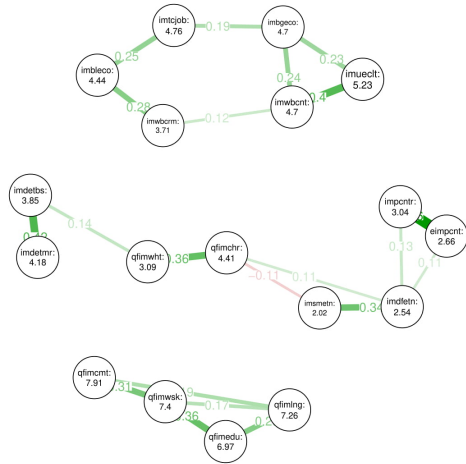 imtcjob:
4.76
0.19
imbgeco:
4.7
0.25
0.23
imbleco:
4.44
0.24
imueclt:
5.23
0.28
imwbcnt:
4.7
imwbcrm:
3.71
0.12
imdetbs:
3.85
0.14
imdetmr:
4.18
qfimwht:
3.09
0.36
qfimchr:
4.41
−0.11
0.11
impcntr:
3.04
eimpcnt:
2.66
0.13
0.11
imsmetn:
2.02
0.34
imdfetn:
2.54
qfimcmt:
7.91
qfimwsk:
7.4
0.17
qfimlng:
7.26
0.36
qfimedu:
6.97